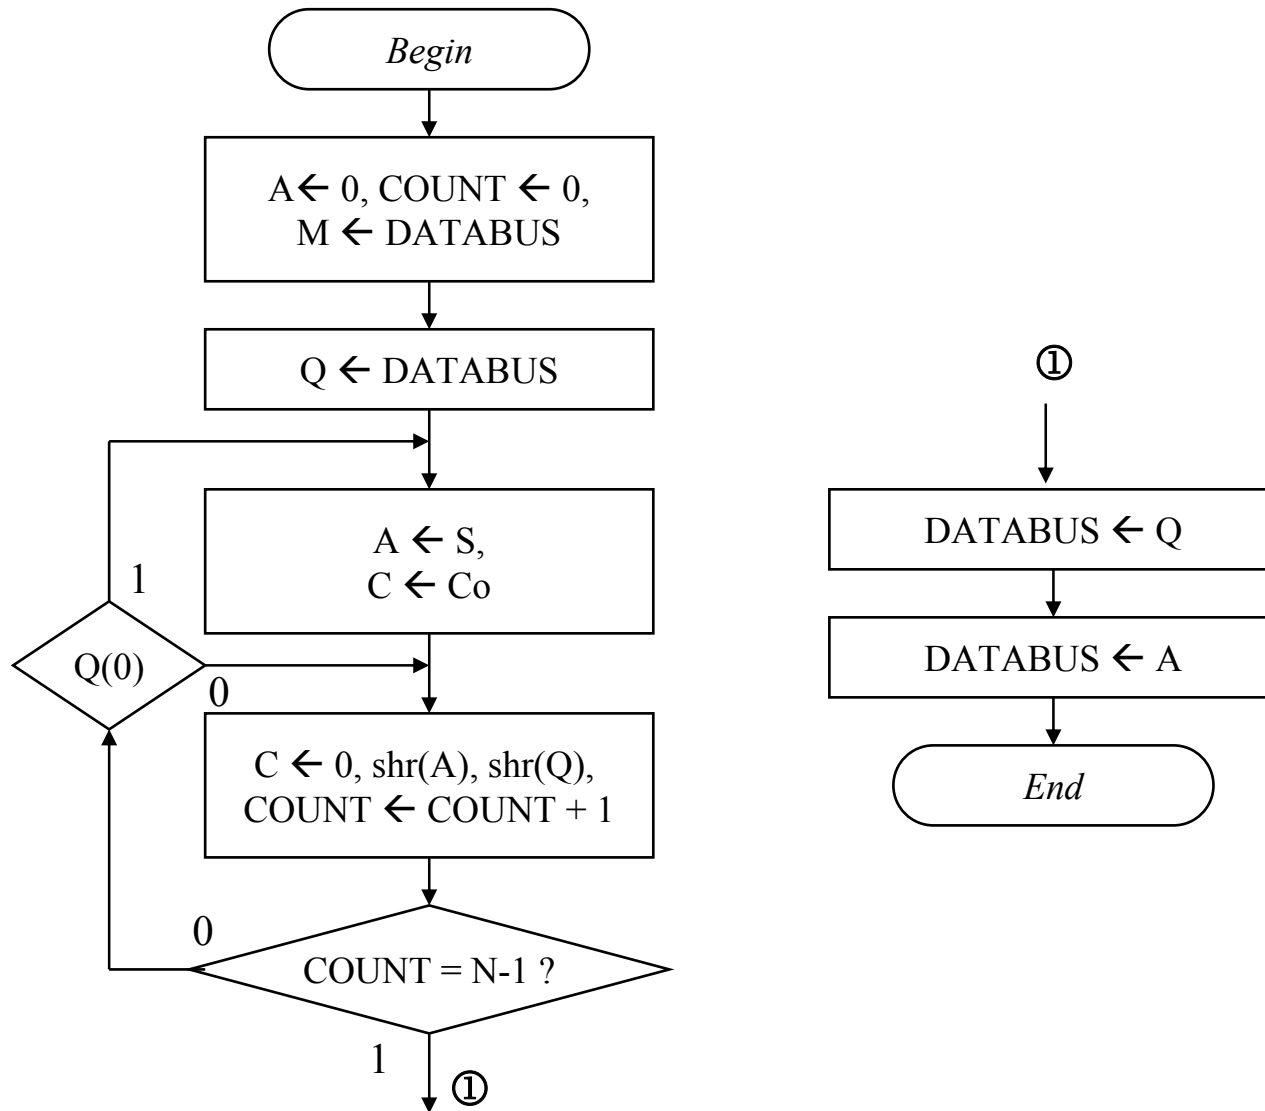 Begin
A← 0, COUNT ← 0,
M ← DATABUS
Q ← DATABUS
A ← S,
C ← Co
1
Q(0)
0
C ← 0, shr(A), shr(Q),
COUNT ← COUNT + 1
0
COUNT = N-1 ?
1
①
①
DATABUS ← Q
DATABUS ← A
End